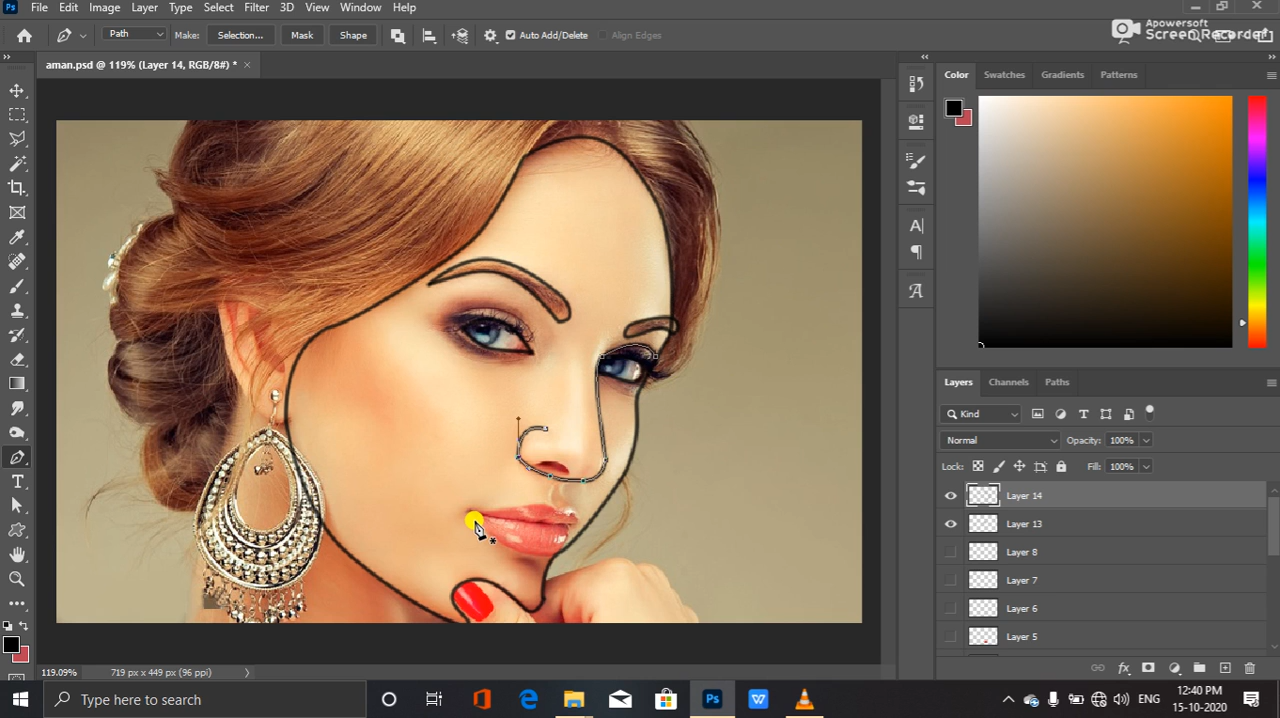 Ps File Edit Image Layer Type Select Filter 3D View Window Help
Apowersoft
Screen Recorder
Path Make: Selection... Mask Shape Auto Add/Delete Align Edges
aman.psd @ 119% (Layer 14, RGB/8#) * ×
Color Swatches Gradients Patterns
Layers Channels Paths
Kind
Normal Opacity: 100%
Lock: Fill: 100%
Layer 14
Layer 13
Layer 8
Layer 7
Layer 6
Layer 5
119.09% 719 px x 449 px (96 ppi)
Type here to search
Ps
ENG
12:40 PM
15-10-2020